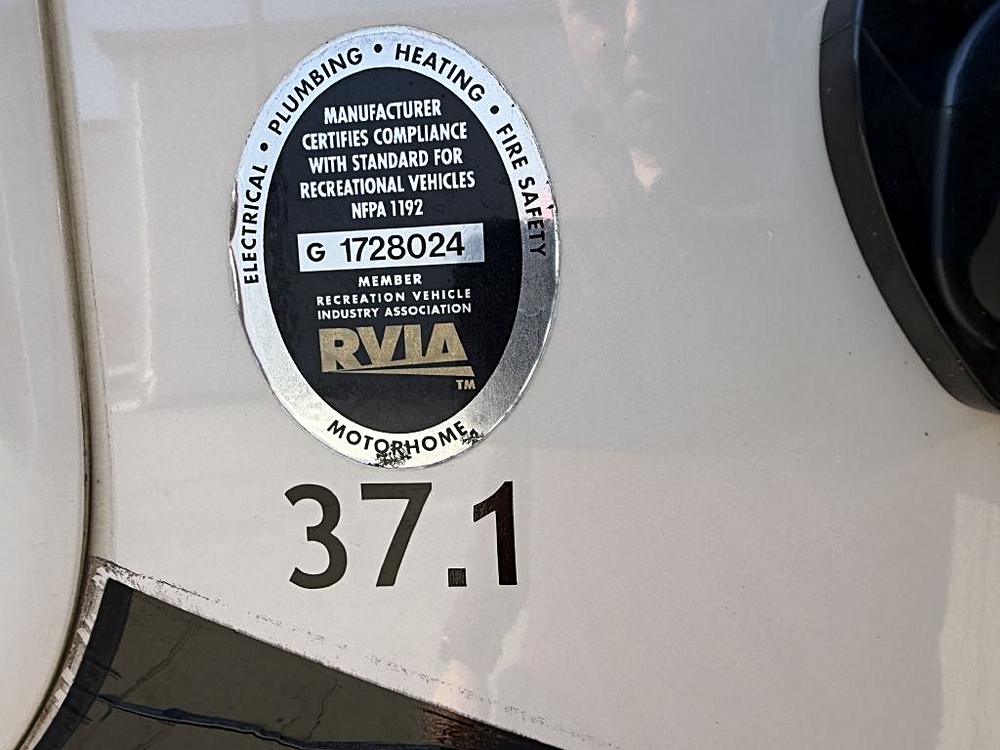 ELECTRICAL • PLUMBING • HEATING • FIRE SAFETY
MANUFACTURER
CERTIFIES COMPLIANCE
WITH STANDARD FOR
RECREATIONAL VEHICLES
NFPA 1192
G 1728024
MEMBER
RECREATION VEHICLE
INDUSTRY ASSOCIATION
RVIA
TM
MOTORHOME
37.1